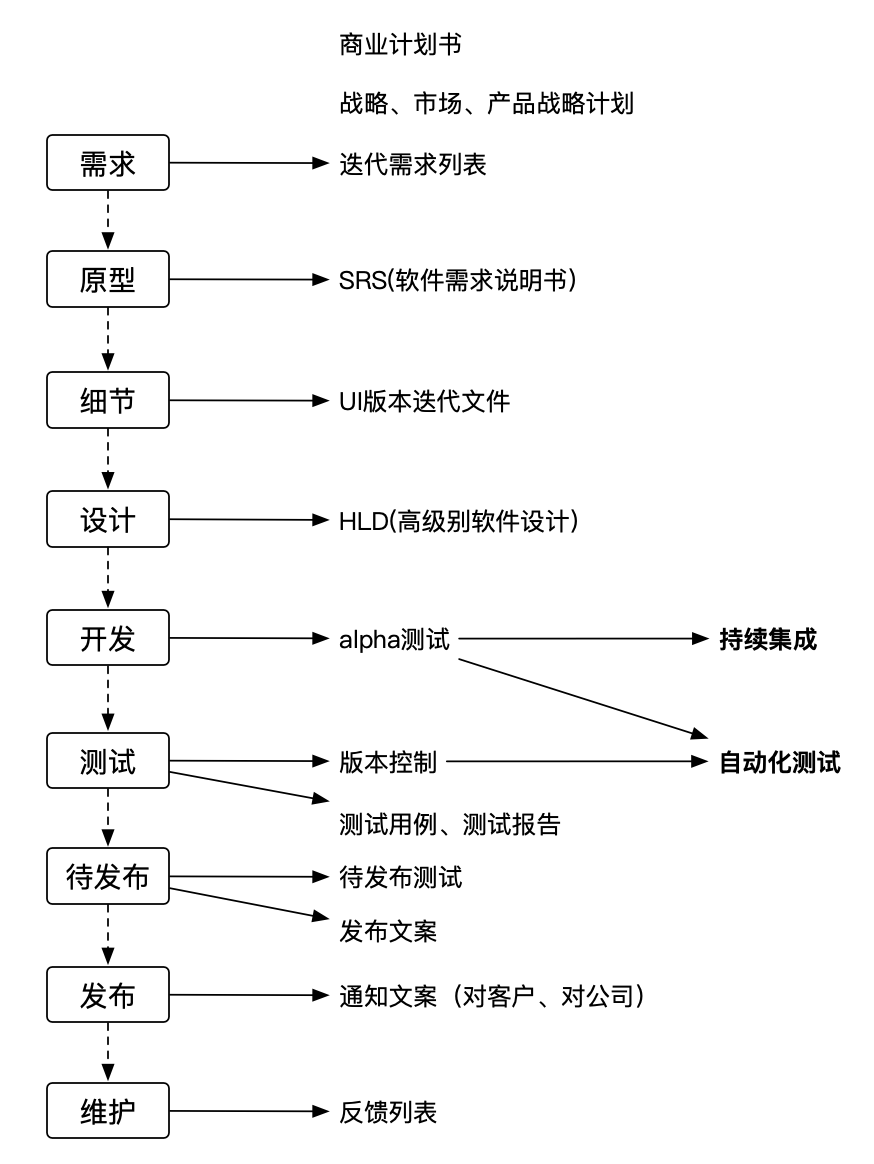 商业计划书
战略、市场、产品战略计划
需求
迭代需求列表
原型
SRS(软件需求说明书)
细节
UI版本迭代文件
设计
HLD(高级别软件设计)
开发
alpha测试
持续集成
测试
版本控制
自动化测试
测试用例、测试报告
待发布
待发布测试
发布文案
发布
通知文案（对客户、对公司）
维护
反馈列表